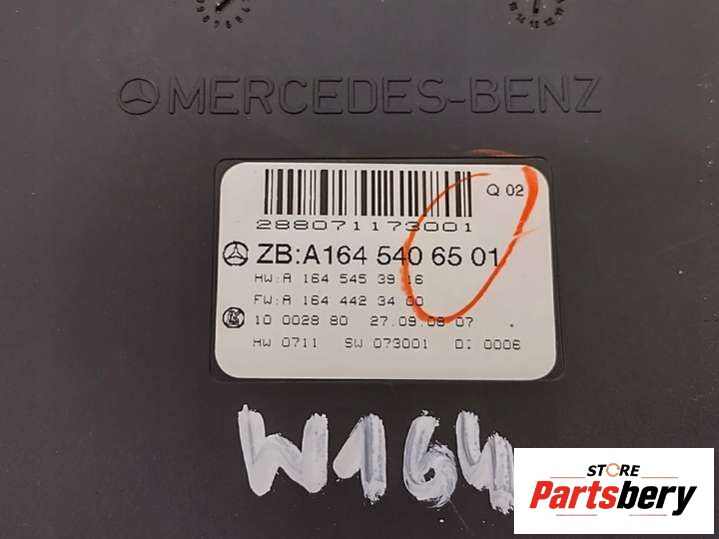 MERCEDES-BENZ
Q 02
288071173001
ZB:A164 540 65 01
HW:A 164 545 39 16
FW:A 164 442 34 00
10 0028 80 27.09.08 07 .
HW 0711 SW 073001 DI 0006
W164
STORE
Partsbery